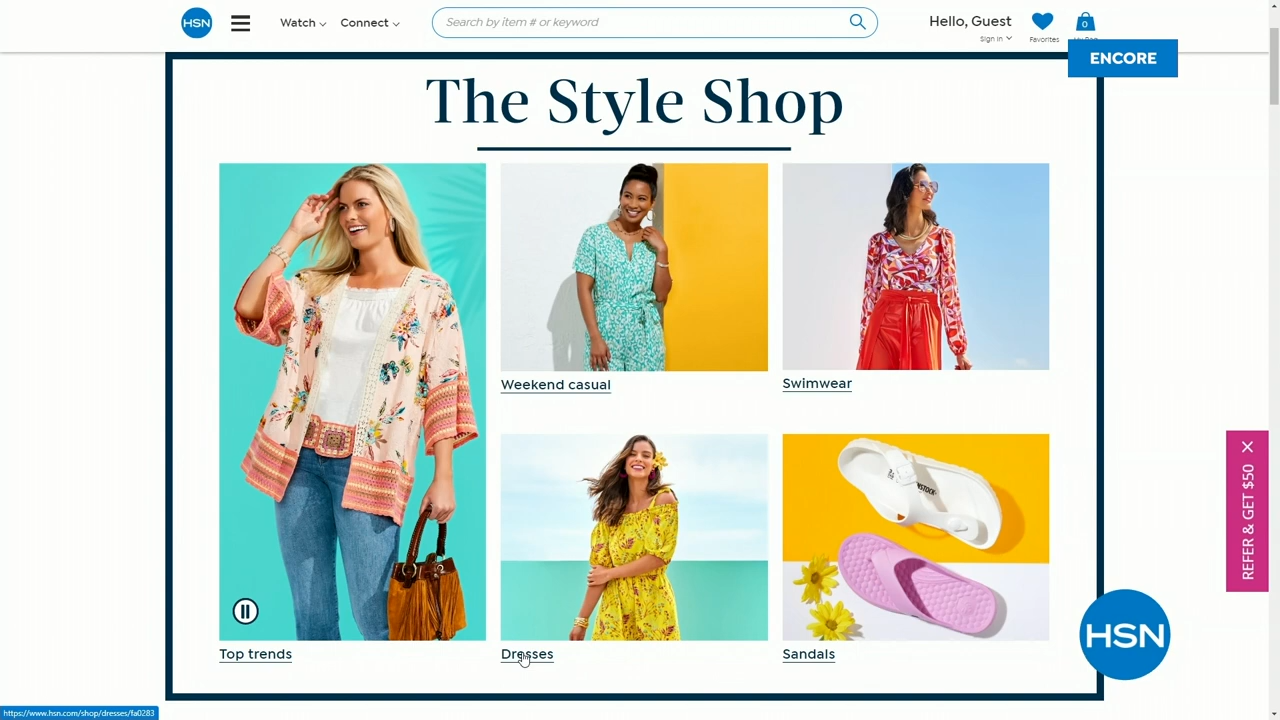 HSN
Watch
Connect
Search by item # or keyword
Hello, Guest
Sign In
Favorites
0
ENCORE
The Style Shop
Weekend casual
Swimwear
Top trends
Dresses
Sandals
REFER & GET $50
HSN
https://www.hsn.com/shop/dresses/fa0283